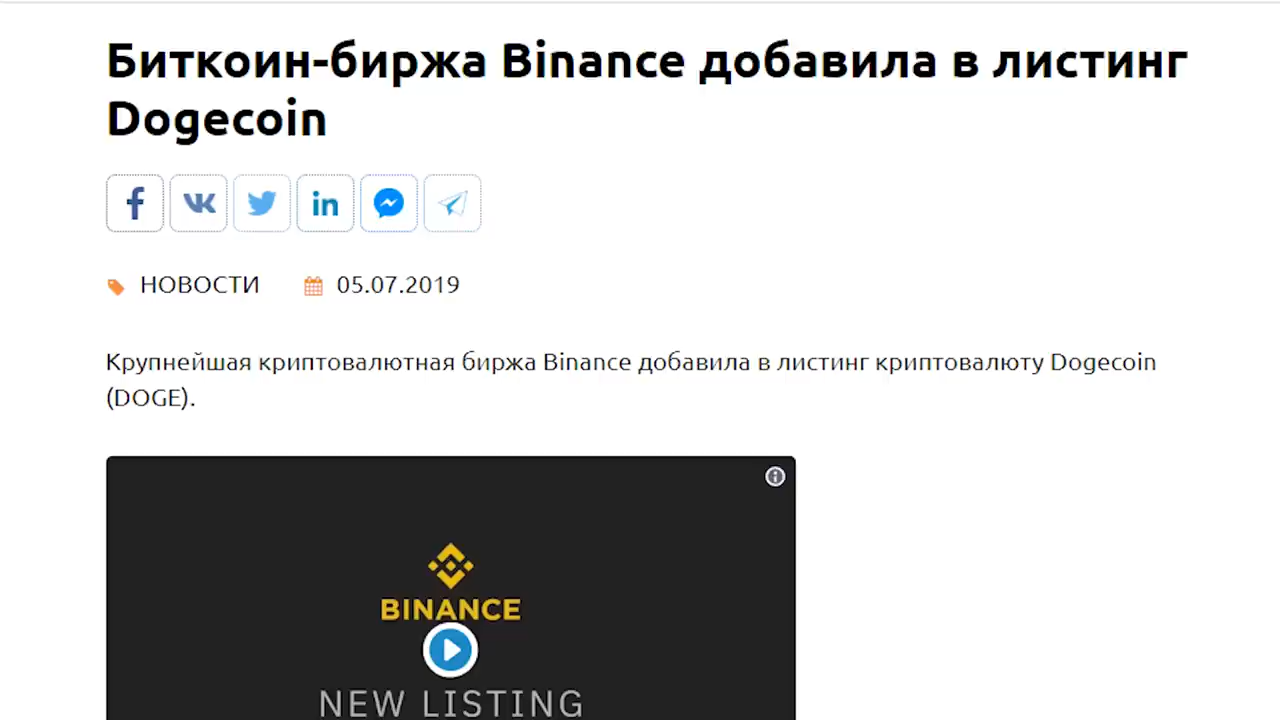 Биткоин-биржа Binance добавила в листинг
Dogecoin
НОВОСТИ 05.07.2019
Крупнейшая криптовалютная биржа Binance добавила в листинг криптовалюту Dogecoin
(DOGE).
BINANCE
NEW LISTING